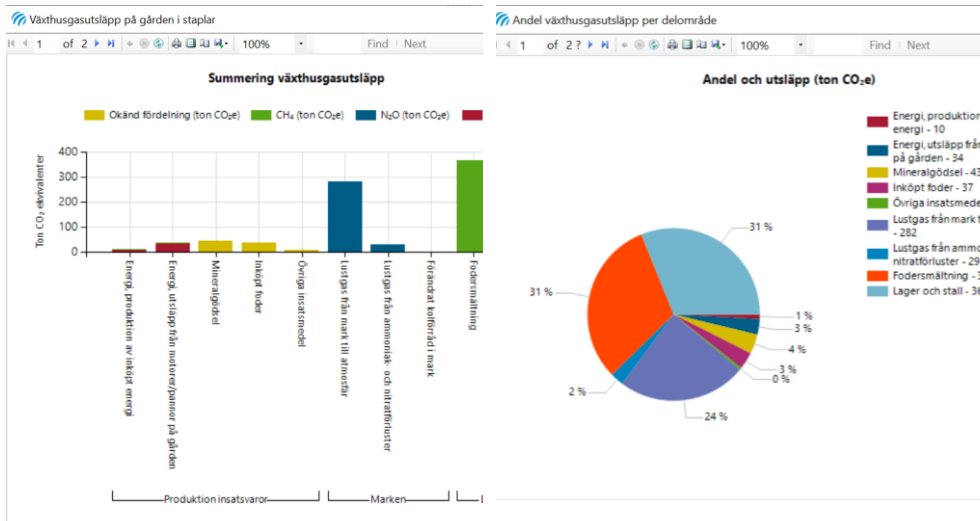 Växthusgasutsläpp på gården i staplar
1 of 2 100% Find Next
Summering växthusgasutsläpp
Okänd fördelning (ton CO₂e) CH₄ (ton CO₂e) N₂O (ton CO₂e)
Ton CO₂ ekvivalenter
400
300
200
100
0
Energi, produktion av inköpt energi
Energi, utsläpp från motorer/pannor på gården
Mineralgödsel
Inköpt foder
Övriga insatsmedel
Lustgas från mark till atmosfär
Lustgas från ammoniak- och nitratförluster
Förändrat kolförråd i mark
Fodersmältning
Produktion insatsvaror
Marken
Andel växthusgasutsläpp per delområde
1 of 2 ? 100% Find Next
Andel och utsläpp (ton CO₂e)
Energi, produktion
energi - 10
Energi, utsläpp från
på gården - 34
Mineralgödsel - 43
Inköpt foder - 37
Övriga insatsmede
Lustgas från mark t
- 282
Lustgas från ammo
nitratförluster - 29
Fodersmältning - 3
Lager och stall - 36
31 %
31 %
1 %
3 %
4 %
3 %
0 %
2 %
24 %